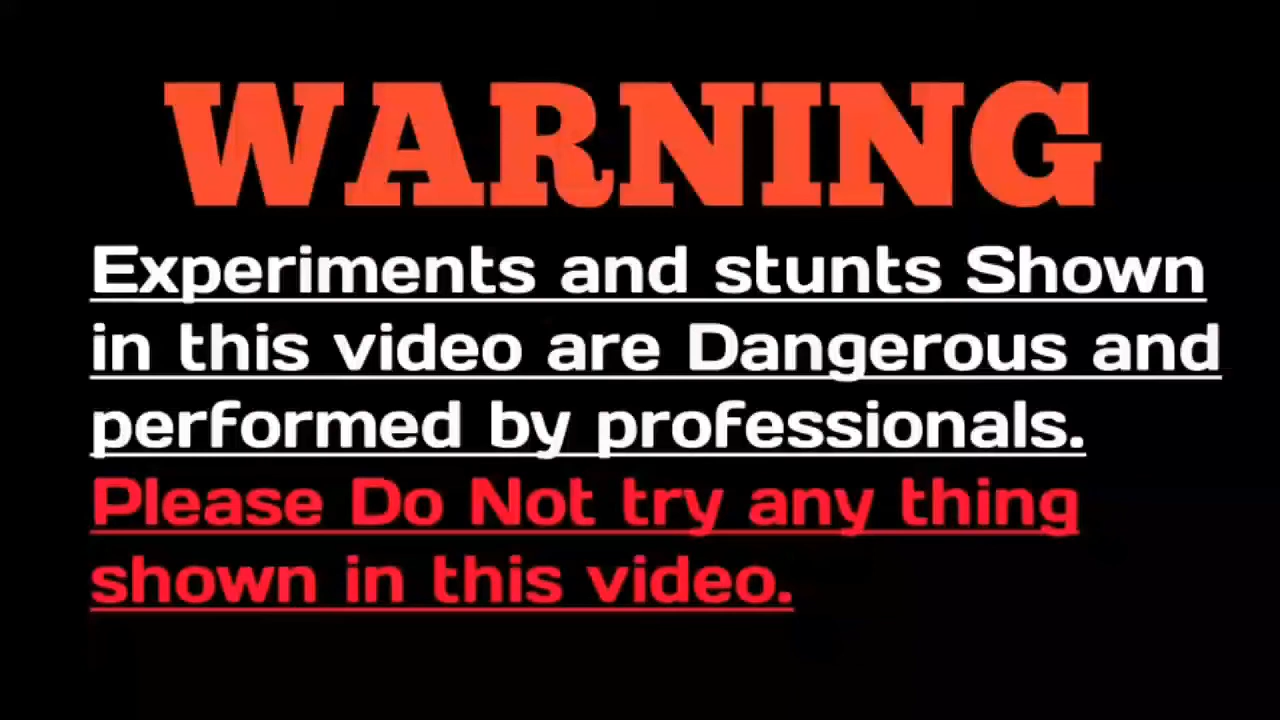 WARNING
Experiments and stunts Shown
in this video are Dangerous and
performed by professionals.
Please Do Not try any thing
shown in this video.